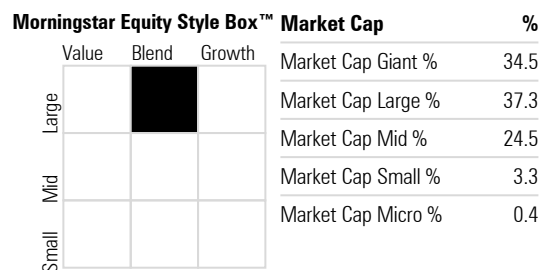 Morningstar Equity Style Box™
Value Blend Growth
Large
Mid
Small
Market Cap %
Market Cap Giant % 34.5
Market Cap Large % 37.3
Market Cap Mid % 24.5
Market Cap Small % 3.3
Market Cap Micro % 0.4